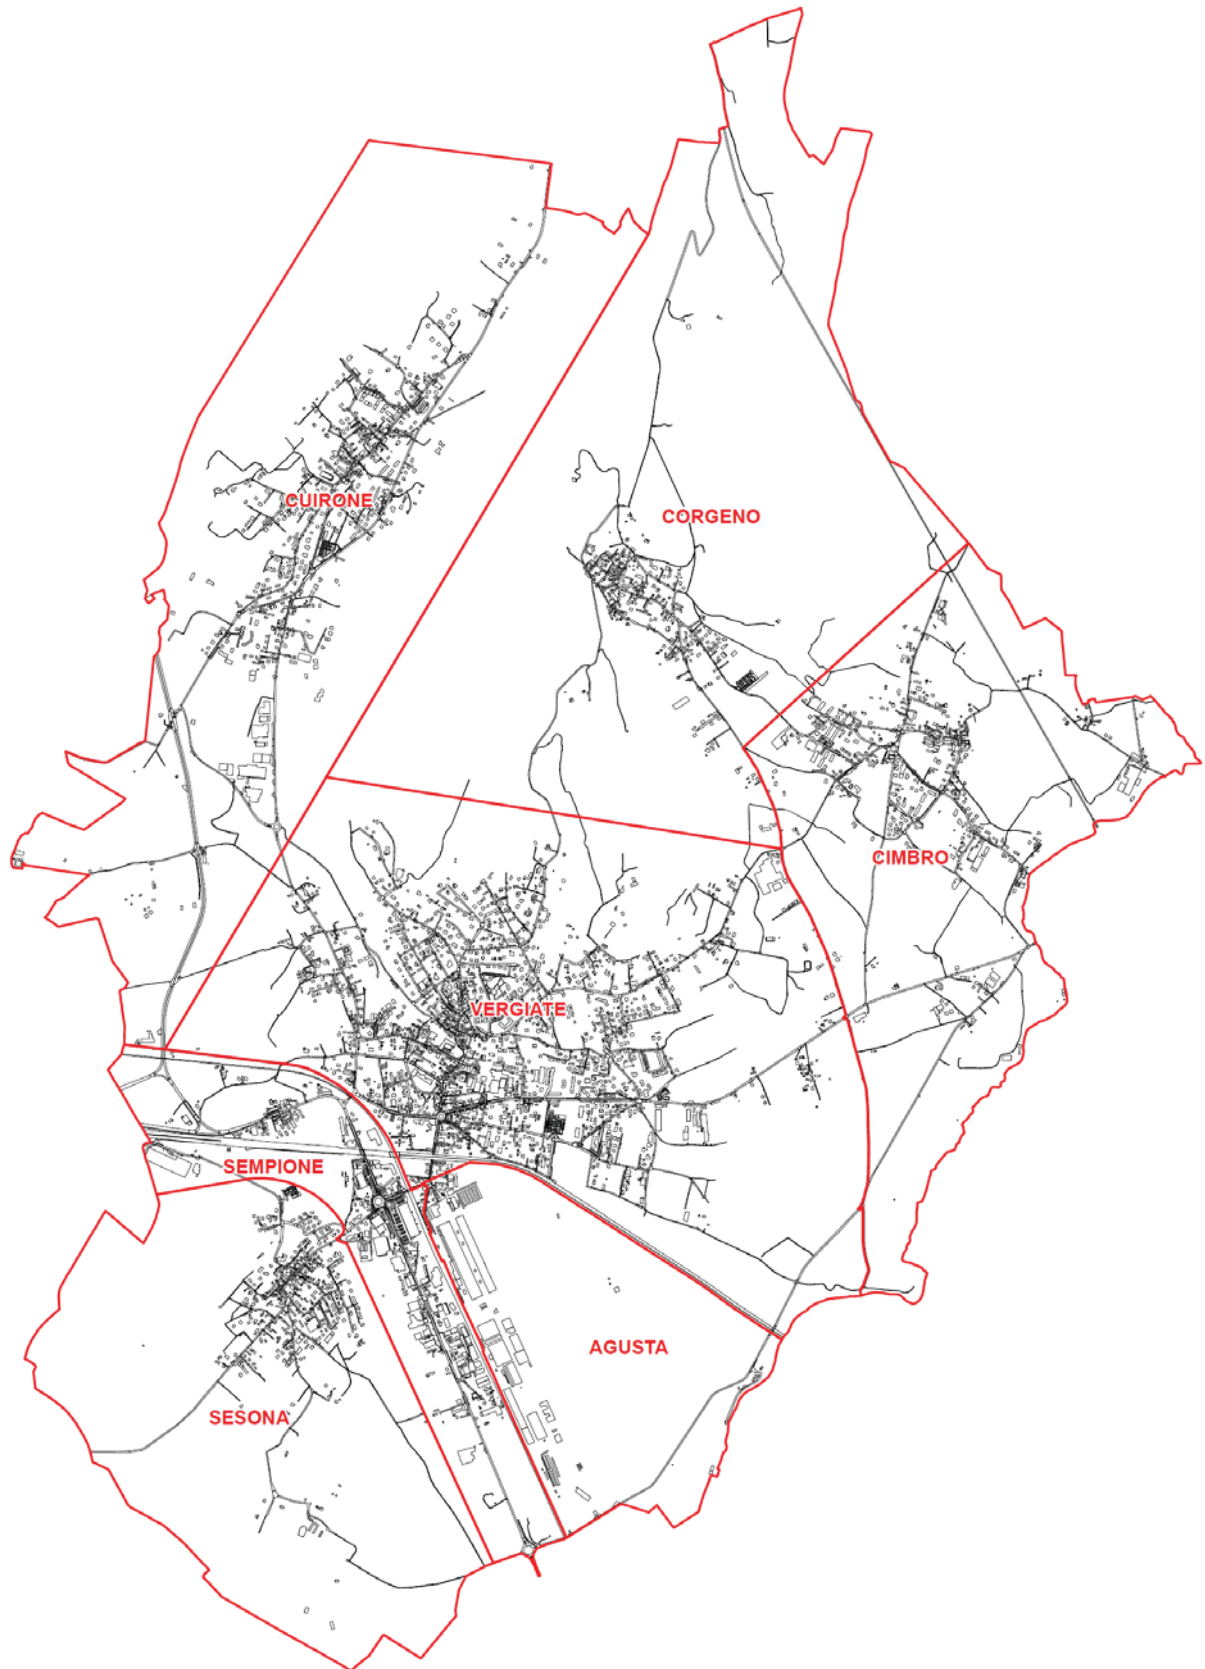 CUIRONE
CORGENO
CIMBRO
VERGIATE
SEMPIONE
AGUSTA
SESONA